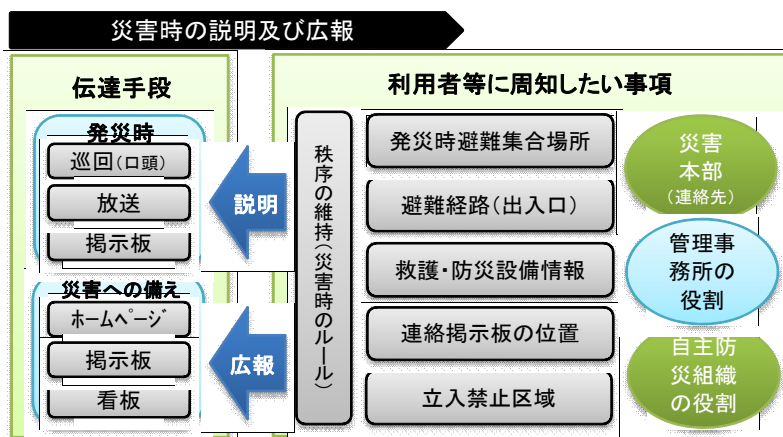 災害時の説明及び広報
伝達手段
発災時
巡回(口頭)
放送
掲示板
災害への備え
ホームページ
掲示板
看板
説明
広報
利用者等に周知したい事項
秩序の維持(災害時のルール)
発災時避難集合場所
避難経路(出入口)
救護・防災設備情報
連絡掲示板の位置
立入禁止区域
災害
本部
(連絡先)
管理事
務所の
役割
自主防
災組織
の役割